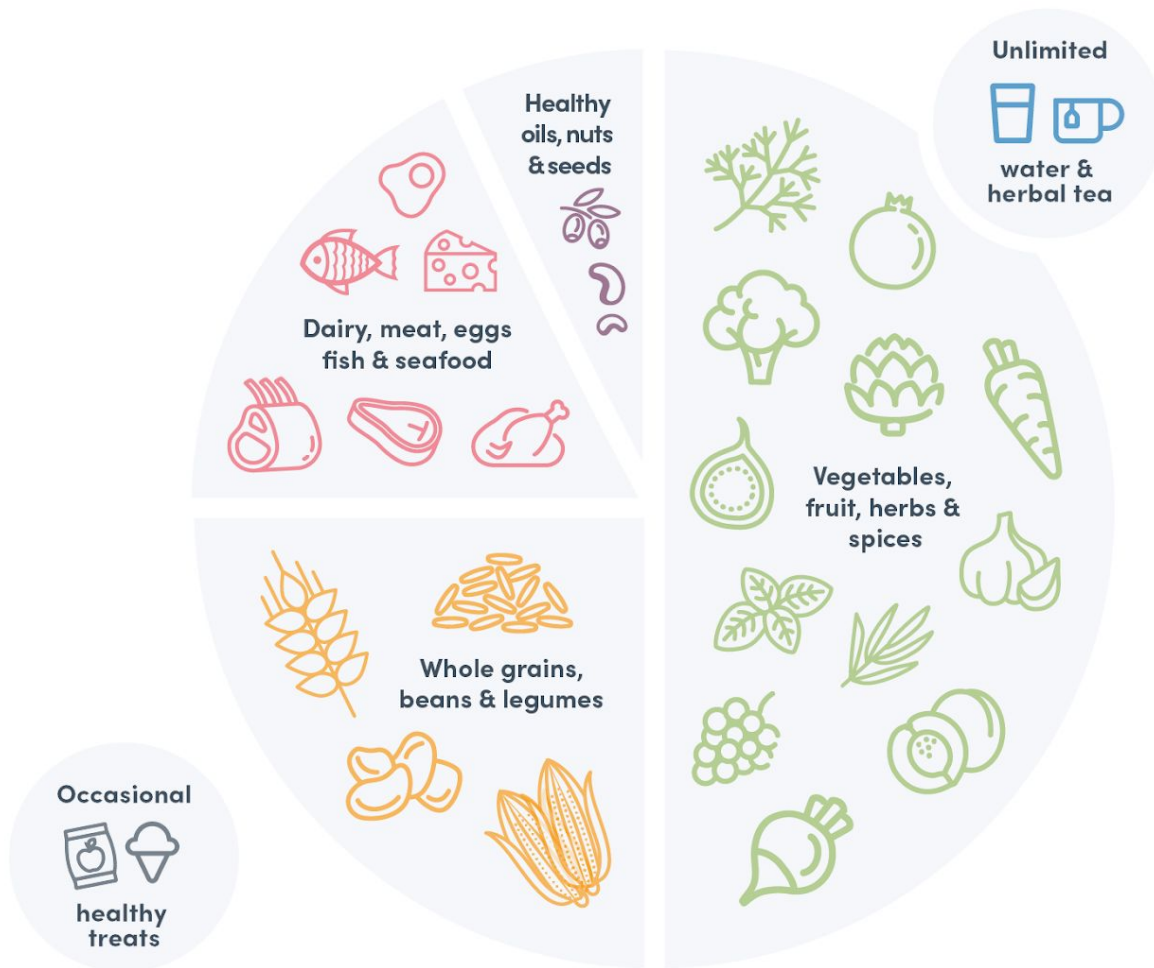 Unlimited
water &
herbal tea
Healthy
oils, nuts
& seeds
Dairy, meat, eggs
fish & seafood
Vegetables,
fruit, herbs &
spices
Whole grains,
beans & legumes
Occasional
healthy
treats